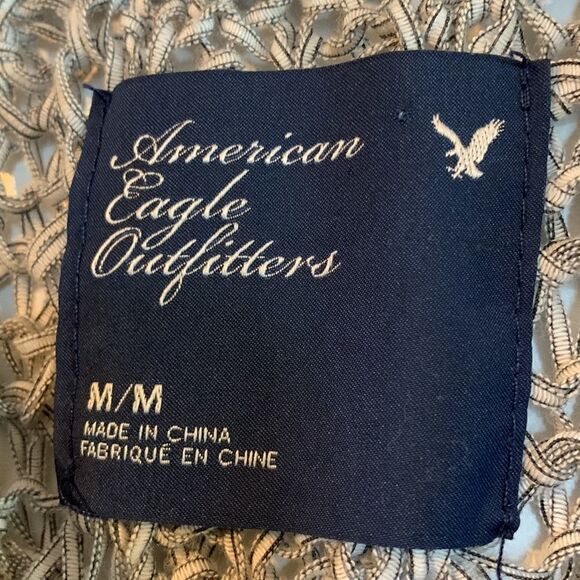 American
Eagle
Outfitters
M/M
MADE IN CHINA
FABRIQUÉ EN CHINE